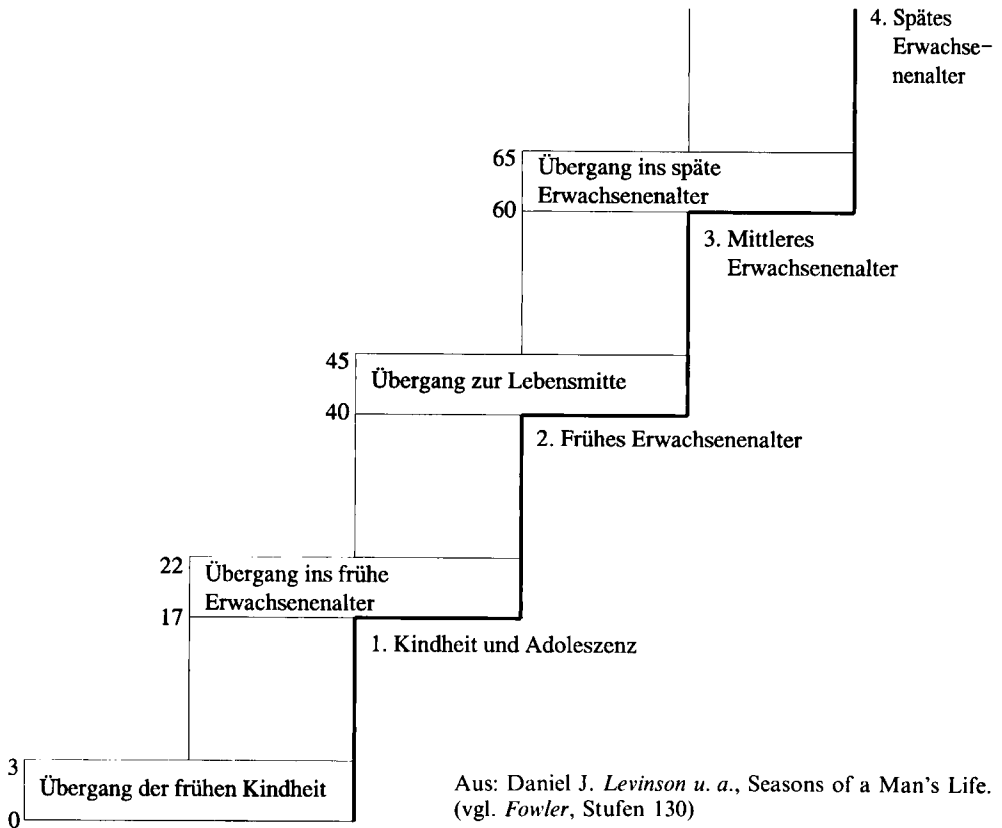 4. Spätes
Erwachse-
nenalter
65
Übergang ins späte
Erwachsenenalter
60
3. Mittleres
Erwachsenenalter
45
Übergang zur Lebensmitte
40
2. Frühes Erwachsenenalter
22
Übergang ins frühe
Erwachsenenalter
17
1. Kindheit und Adoleszenz
3
Übergang der frühen Kindheit
0
Aus: Daniel J. Levinson u. a., Seasons of a Man's Life.
(vgl. Fowler, Stufen 130)